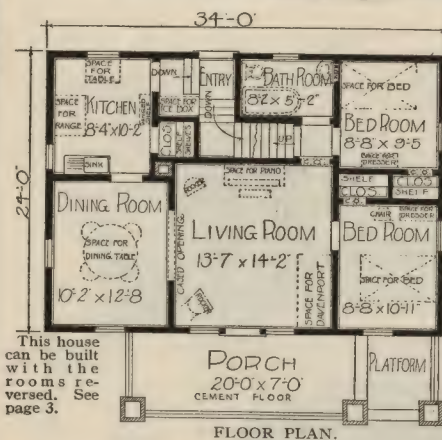 34'-0"
24'-0"
SPACE FOR TABLE
DOWN
ENTRY
BATH ROOM
8'-2" x 5'-2"
SPACE FOR BED
SPACE FOR RANGE
KITCHEN
8'-4" x 10'-2"
SPACE FOR ICE BOX
DOWN
CLOS.
SHELF
UP
BED ROOM
8'-8" x 9'-5"
SPACE FOR DRESSER
SINK
SPACE FOR PIANO
SHELF
CLOS.
CLOS.
SHELF
DINING ROOM
SPACE FOR DINING TABLE
10'-2" x 12'-8"
CASED OPENING
LIVING ROOM
13'-7" x 14'-2"
SPACE FOR DAVENPORT
CHAIR
SPACE FOR DRESSER
BED ROOM
SPACE FOR BED
8'-8" x 10'-11"
This house
can be built
with the
rooms re-
versed. See
page 3.
PORCH
20'-0" x 7'-0"
CEMENT FLOOR
PLATFORM
FLOOR PLAN.